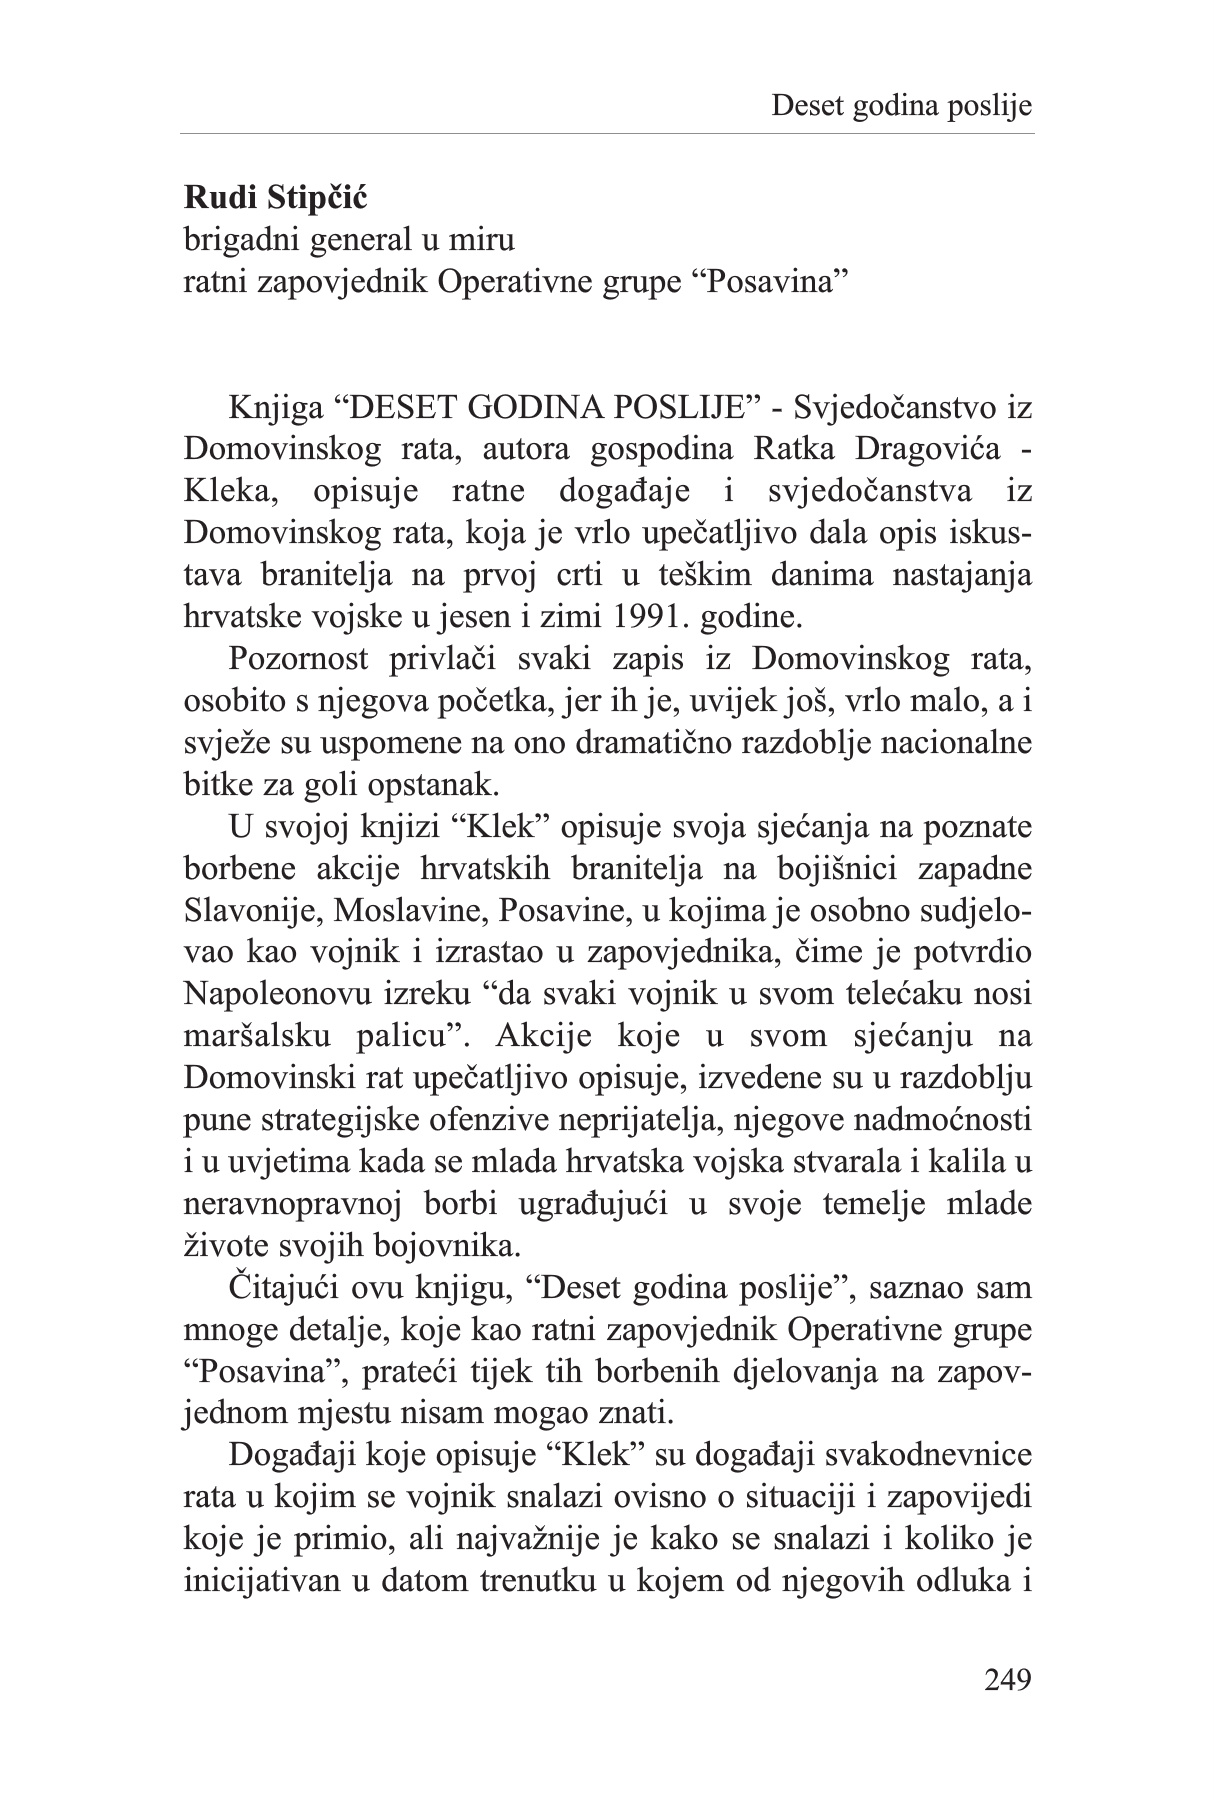 Deset godina poslije
Rudi Stipčić
brigadni general u miru
ratni zapovjednik Operativne grupe “Posavina”
Knjiga “DESET GODINA POSLIJE” - Svjedočanstvo iz
Domovinskog rata, autora gospodina Ratka Dragovića -
Kleka, opisuje ratne događaje i svjedočanstva iz
Domovinskog rata, koja je vrlo upečatljivo dala opis iskus-
tava branitelja na prvoj crti u teškim danima nastajanja
hrvatske vojske u jesen i zimi 1991. godine.
Pozornost privlači svaki zapis iz Domovinskog rata,
osobito s njegova početka, jer ih je, uvijek još, vrlo malo, a i
svježe su uspomene na ono dramatično razdoblje nacionalne
bitke za goli opstanak.
U svojoj knjizi “Klek” opisuje svoja sjećanja na poznate
borbene akcije hrvatskih branitelja na bojišnici zapadne
Slavonije, Moslavine, Posavine, u kojima je osobno sudjelo-
vao kao vojnik i izrastao u zapovjednika, čime je potvrdio
Napoleonovu izreku “da svaki vojnik u svom telećaku nosi
maršalsku palicu”. Akcije koje u svom sjećanju na
Domovinski rat upečatljivo opisuje, izvedene su u razdoblju
pune strategijske ofenzive neprijatelja, njegove nadmoćnosti
i u uvjetima kada se mlada hrvatska vojska stvarala i kalila u
neravnopravnoj borbi ugrađujući u svoje temelje mlade
živote svojih bojovnika.
Čitajući ovu knjigu, “Deset godina poslije”, saznao sam
mnoge detalje, koje kao ratni zapovjednik Operativne grupe
“Posavina”, prateći tijek tih borbenih djelovanja na zapov-
jednom mjestu nisam mogao znati.
Događaji koje opisuje “Klek” su događaji svakodnevnice
rata u kojim se vojnik snalazi ovisno o situaciji i zapovijedi
koje je primio, ali najvažnije je kako se snalazi i koliko je
inicijativan u datom trenutku u kojem od njegovih odluka i
249